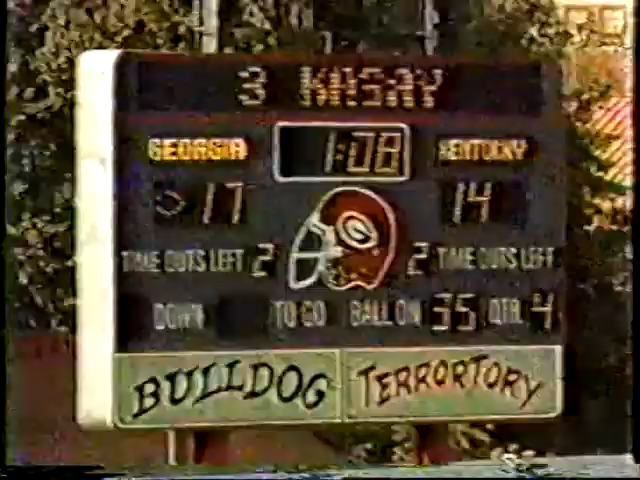 3 KASAY
GEORGIA 1:08 KENTUCKY
> 17 14
G
TIME OUTS LEFT 2 2 TIME OUTS LEFT
DOWN TO GO BALL ON 35 QTR. 4
BULLDOG TERRORTORY